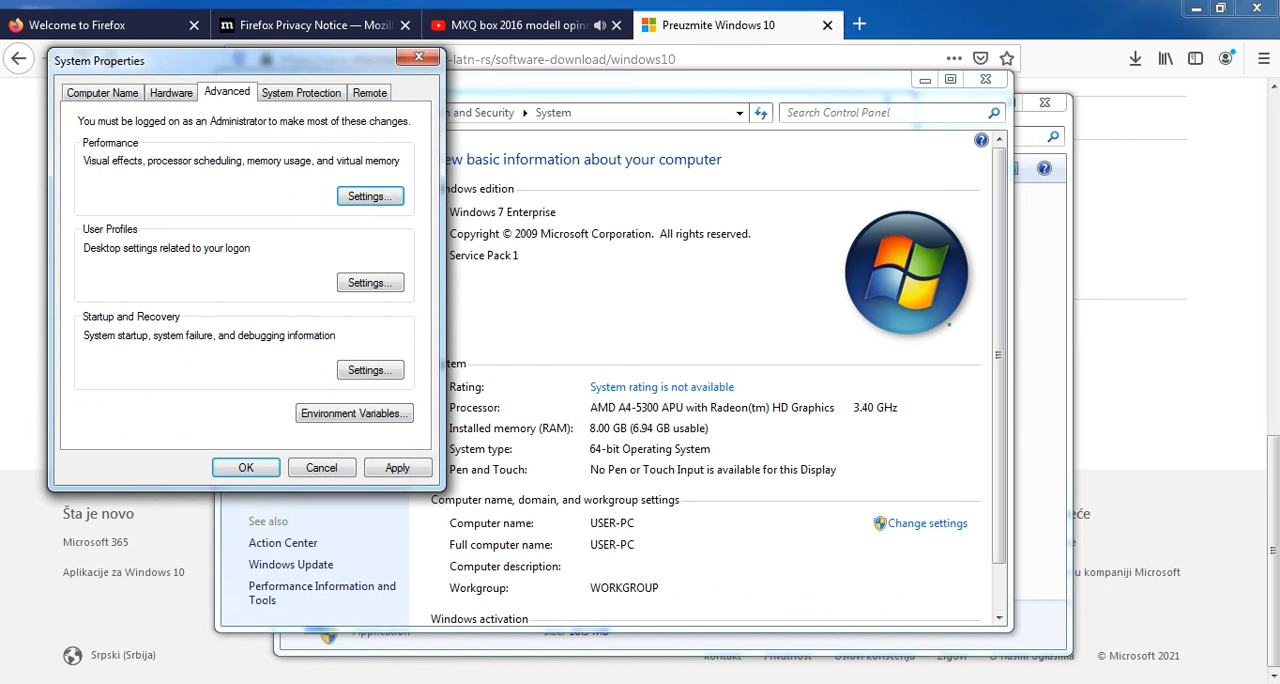 Welcome to Firefox
Firefox Privacy Notice — Mozil
MXQ box 2016 modell opin
Preuzmite Windows 10
-latn-rs/software-download/windows10
System Properties
Computer Name
Hardware
Advanced
System Protection
Remote
You must be logged on as an Administrator to make most of these changes.
Performance
Visual effects, processor scheduling, memory usage, and virtual memory
Settings...
User Profiles
Desktop settings related to your logon
Settings...
Startup and Recovery
System startup, system failure, and debugging information
Settings...
Environment Variables...
OK
Cancel
Apply
and Security
System
Search Control Panel
ew basic information about your computer
ndows edition
Windows 7 Enterprise
Copyright © 2009 Microsoft Corporation. All rights reserved.
Service Pack 1
tem
Rating:
System rating is not available
Processor:
AMD A4-5300 APU with Radeon(tm) HD Graphics 3.40 GHz
Installed memory (RAM):
8.00 GB (6.94 GB usable)
System type:
64-bit Operating System
Pen and Touch:
No Pen or Touch Input is available for this Display
Computer name, domain, and workgroup settings
Computer name:
USER-PC
Change settings
Full computer name:
USER-PC
Computer description:
Workgroup:
WORKGROUP
Windows activation
See also
Action Center
Windows Update
Performance Information and
Tools
Šta je novo
Microsoft 365
Aplikacije za Windows 10
Srpski (Srbija)
eće
u kompaniji Microsoft
© Microsoft 2021